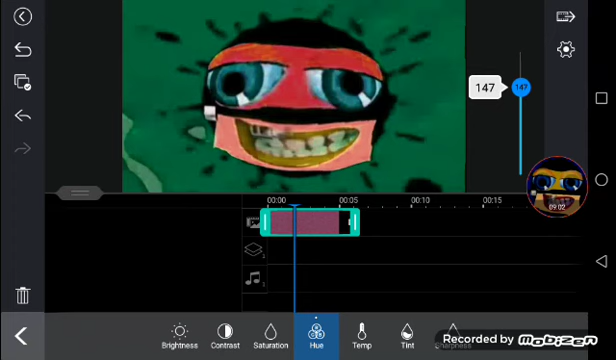 147
147
09:02
00:00
00:05
00:10
00:15
Brightness
Contrast
Saturation
Hue
Temp
Tint
Sharpness
Recorded by Mobizen